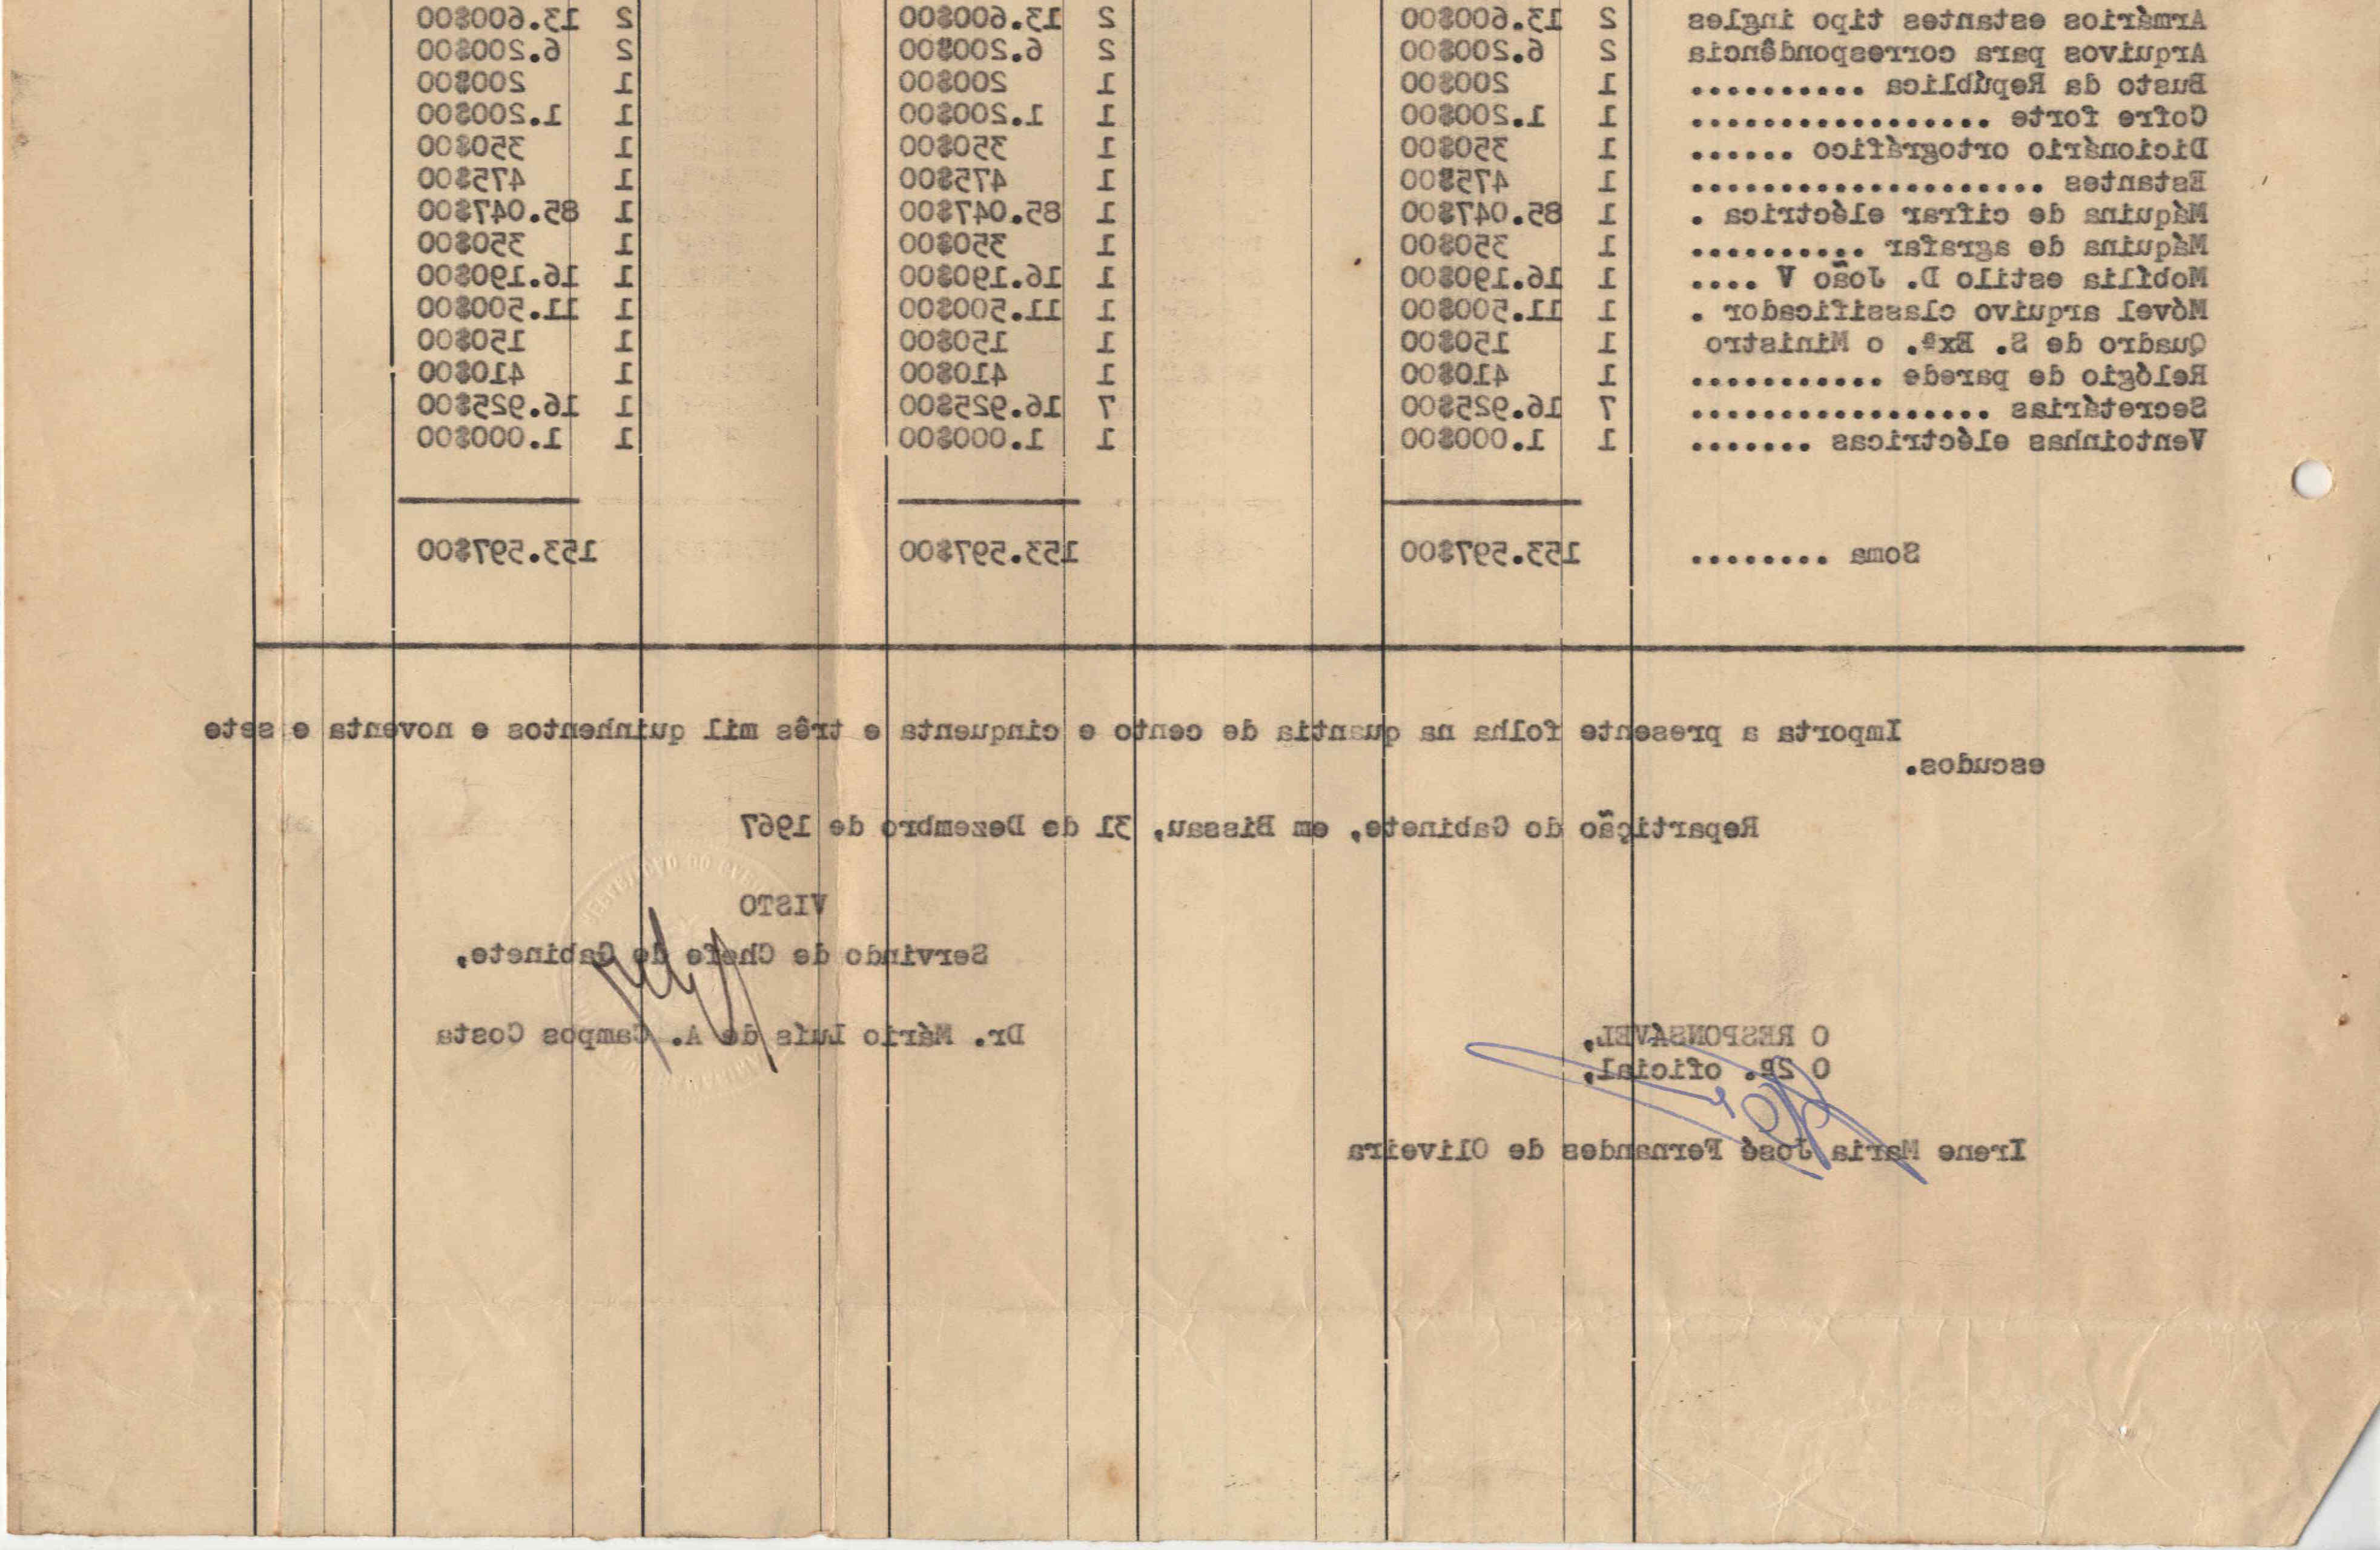 Armários estantes tipo ingles 2 13.600$00 2 13.600$00 2 13.600$00
Arquivos para correspondência 2 6.200$00 2 6.200$00 2 6.200$00
Busto da República .......... 1 200$00 1 200$00 1 200$00
Cofre forte ................. 1 1.200$00 1 1.200$00 1 1.200$00
Dicionário ortográfico ...... 1 350$00 1 350$00 1 350$00
Estantes .................... 1 475$00 1 475$00 1 475$00
Máquina de cifrar eléctrica . 1 85.047$00 1 85.047$00 1 85.047$00
Máquina de agrafar .......... 1 350$00 1 350$00 1 350$00
Mobília estilo D. João V .... 1 16.190$00 1 16.190$00 1 16.190$00
Móvel arquivo classificador . 1 11.500$00 1 11.500$00 1 11.500$00
Quadro de S. Exª. o Ministro 1 150$00 1 150$00 1 150$00
Relógio de parede ........... 1 410$00 1 410$00 1 410$00
Secretárias ................. 7 16.925$00 7 16.925$00 1 16.925$00
Ventoinhas eléctricas ....... 1 1.000$00 1 1.000$00 1 1.000$00
Soma ........ 153.597$00 153.597$00 153.597$00
Importa a presente folha na quantia de cento e cinquenta e três mil quinhentos e noventa e sete
escudos.
Repartição do Gabinete, em Bissau, 31 de Dezembro de 1967
VISTO
Servindo de Chefe de Gabinete,
Dr. Mário Luís de A. Campos Costa
O RESPONSÁVEL,
O 2º. oficial,
Irene Maria José Fernandes de Oliveira